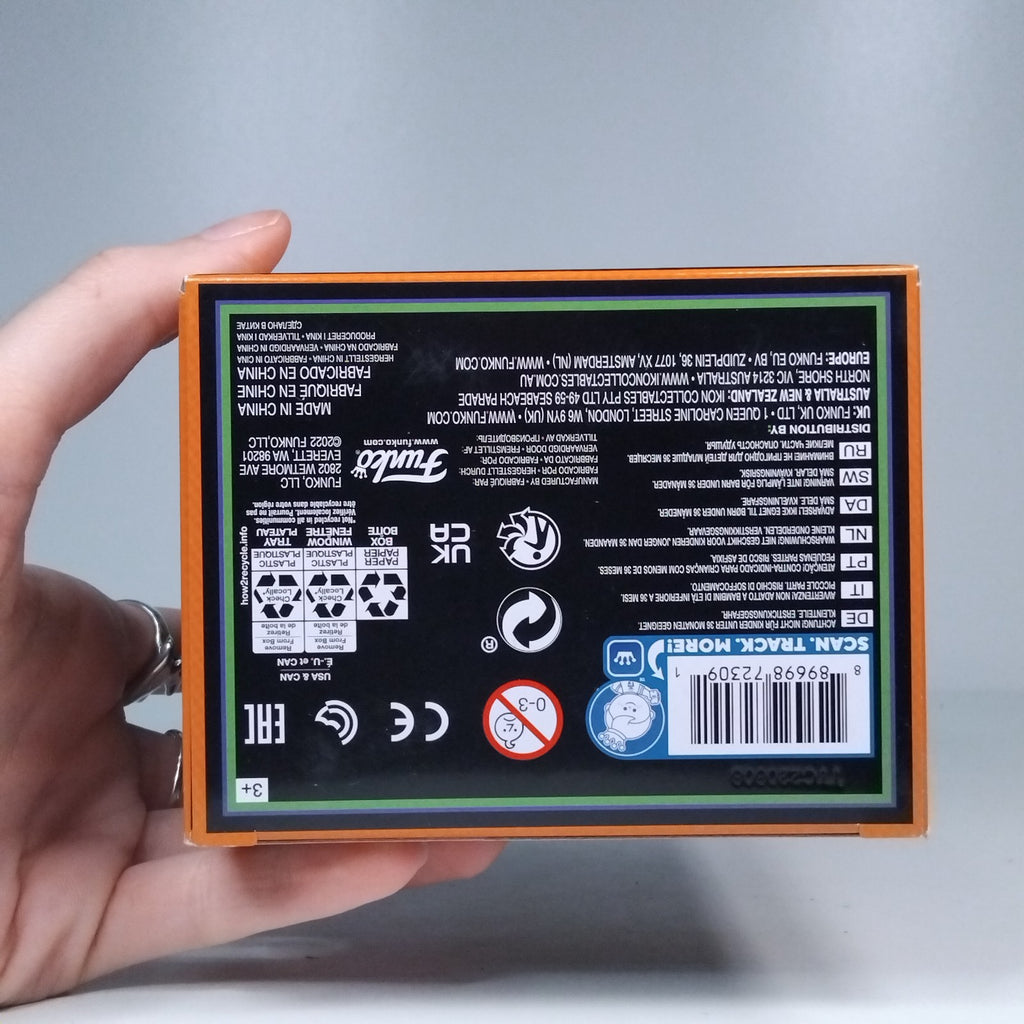 3+
8 89698 72309 1
SCAN. TRACK. MORE!
0-3
CE
EAC
USA & CAN
É.-U. et CAN
Remove From Box
Retirez de la boîte
Remove From Box
Retirez de la boîte
Check Locally*
Check Locally*
PAPIER
PLASTIC
PLASTIC
PAPIER
PLASTIQUE
PLASTIQUE
BOX
WINDOW
TRAY
BOITE
FENÊTRE
PLATEAU
*Not recycled in all communities.
Vérifiez localement. Pourrait ne pas
être recyclable dans votre région.
how2recycle.info
®
UK
CA
DE
ACHTUNG! NICHT FÜR KINDER UNTER 36 MONATEN GEEIGNET.
KLEINTEILE. ERSTICKUNGSGEFAHR.
IT
AVVERTENZA! NON ADATTO A BAMBINI DI ETÀ INFERIORE A 36 MESI.
PICCOLE PARTI. RISCHIO DI SOFFOCAMENTO.
PT
ATENÇÃO: CONTRA-INDICADO PARA CRIANÇAS COM MENOS DE 36 MESES.
PEQUENAS PARTES. RISCO DE ASFIXIA.
NL
WAARSCHUWING! NIET GESCHIKT VOOR KINDEREN JONGER DAN 36 MAANDEN.
KLEINE ONDERDELEN. VERSTIKKINGSGEVAAR.
DA
ADVARSEL! IKKE EGNET TIL BØRN UNDER 36 MÅNEDER.
SMÅ DELE. KVÆLNINGSFARE
SW
VARNING! INTE LÄMPLIG FÖR BARN UNDER 36 MÅNADER.
SMÅ DELAR. KVÄVNINGSRISK.
RU
ВНИМАНИЕ! НЕ ПРИГОДНО ДЛЯ ДЕТЕЙ МЛАДШЕ 36 МЕСЯЦЕВ.
МЕЛКИЕ ЧАСТИ. ОПАСНОСТЬ УДУШЬЯ.
MANUFACTURED BY • FABRIQUÉ PAR:
FABRICADO POR • HERGESTELLT DURCH:
FABBRICATO DA • FABRICADO POR:
VERVAARDIGD DOOR • FREMSTILLET AF:
TILLVERKAD AV • ПРОИЗВОДИТЕЛЬ:
Funko
www.funko.com
FUNKO, LLC
2802 WETMORE AVE
EVERETT, WA 98201
©2022 FUNKO,LLC
DISTRIBUTION BY:
UK: FUNKO UK, LTD • 1 QUEEN CAROLINE STREET, LONDON, W6 9YN (UK) • WWW.FUNKO.COM
AUSTRALIA & NEW ZEALAND: IKON COLLECTABLES PTY LTD 49-59 SEABEACH PARADE
NORTH SHORE, VIC 3214 AUSTRALIA • WWW.IKONCOLLECTABLES.COM.AU
EUROPE: FUNKO, EU, BV • ZUIDPLEIN 36, 1077 XV, AMSTERDAM (NL) • WWW.FUNKO.COM
MADE IN CHINA
FABRIQUÉ EN CHINE
FABRICADO EN CHINA
HERGESTELLT IN CHINA • FABBRICATO IN CHINA
FABRICADO NA CHINA • VERVAARDIGD IN CHINA
PRODUCERET I KINA • TILLVERKAD I KINA
СДЕЛАНО В КИТАЕ